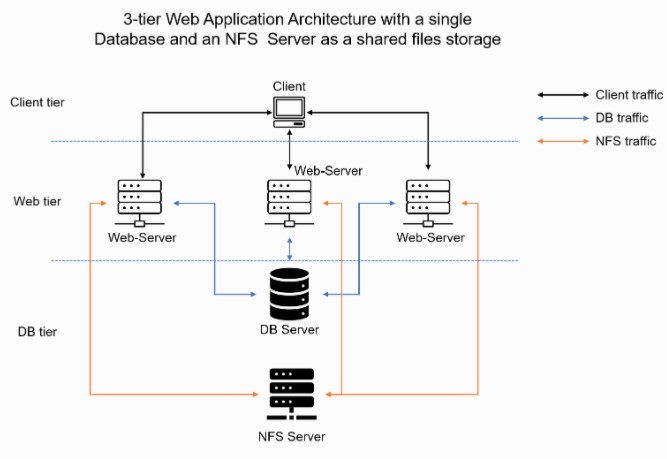 3-tier Web Application Architecture with a single
Database and an NFS Server as a shared files storage
Client
Client tier
Client traffic
DB traffic
NFS traffic
Web-Server
Web tier
Web-Server
Web-Server
DB Server
DB tier
NFS Server